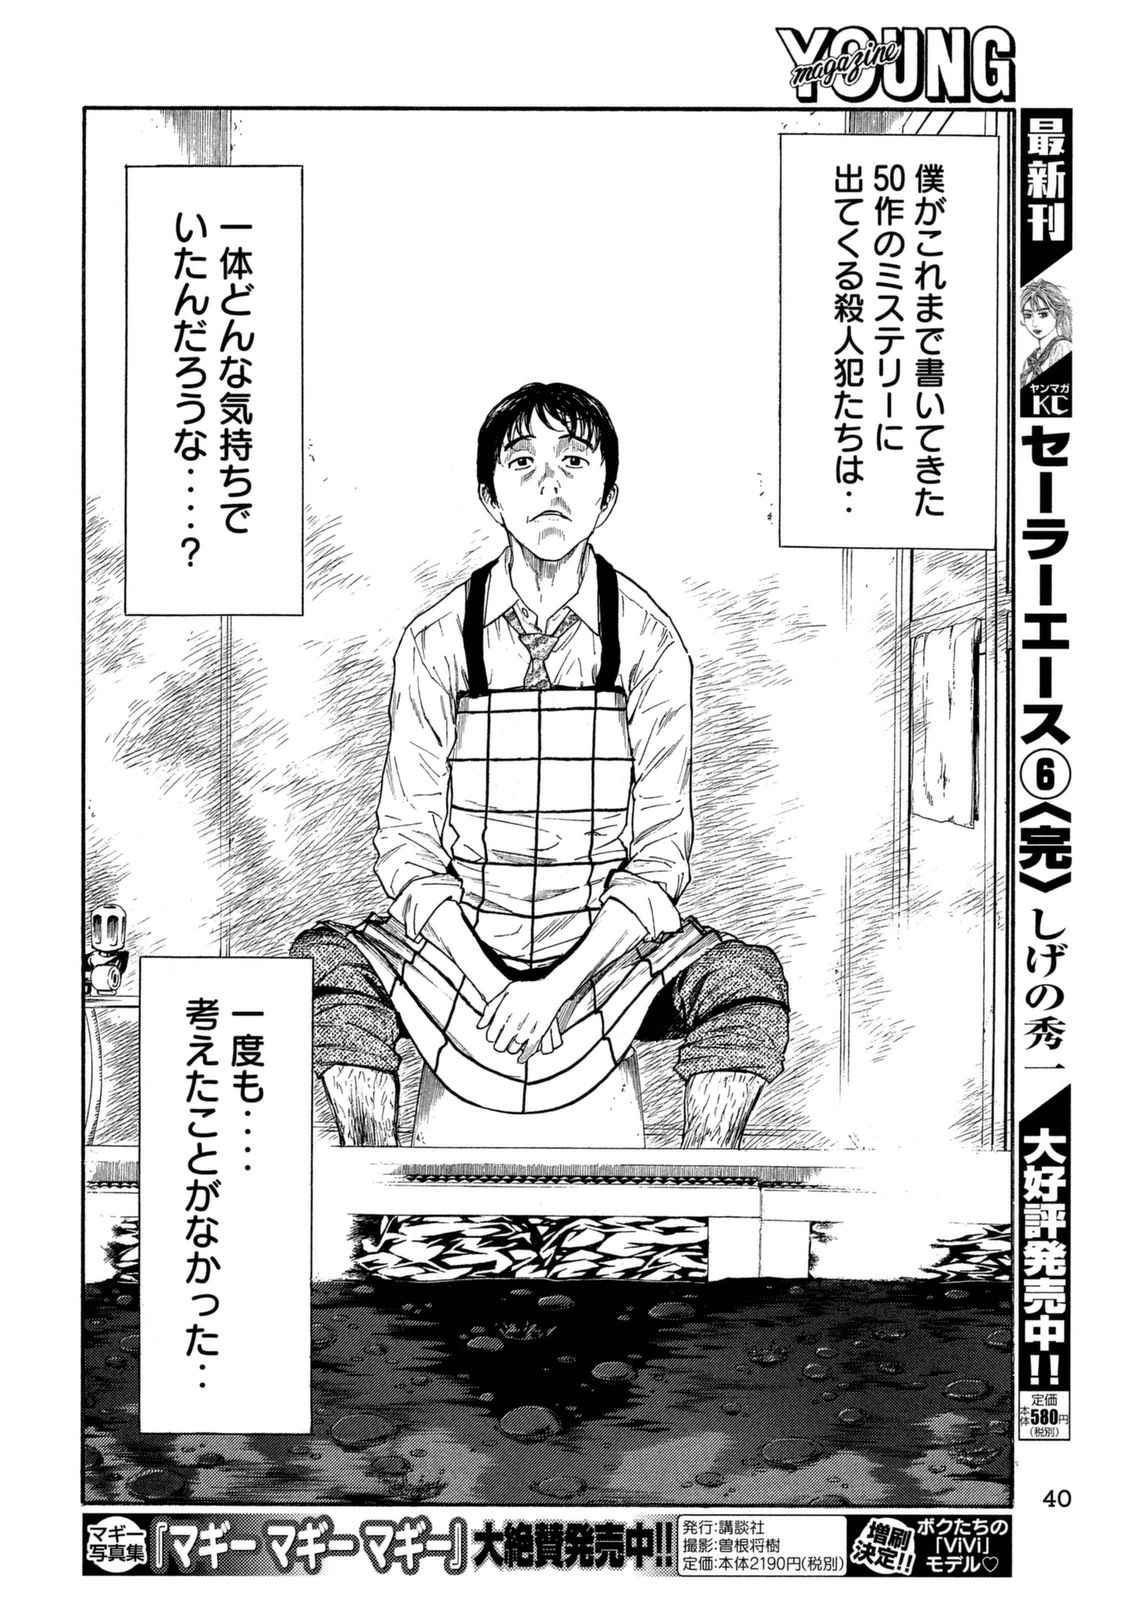 YOUNG
magazine
僕がこれまで書いてきた
50作のミステリーに
出てくる殺人犯たちは‥
一体どんな気持ちで
いたんだろうな‥‥‥?
一度も‥‥
考えたことがなかった‥
最新刊
ヤンマガ
KC
セーラーエース⑥〈完〉
しげの秀一
大好評発売中!!
定価
本体580円
(税別)
40
マギー
写真集
『マギー マギー マギー』大絶賛発売中!!
発行:講談社
撮影:曽根将樹
定価:本体2190円(税別)
増刷
決定!!
ボクたちの
「ViVi」
モデル♡